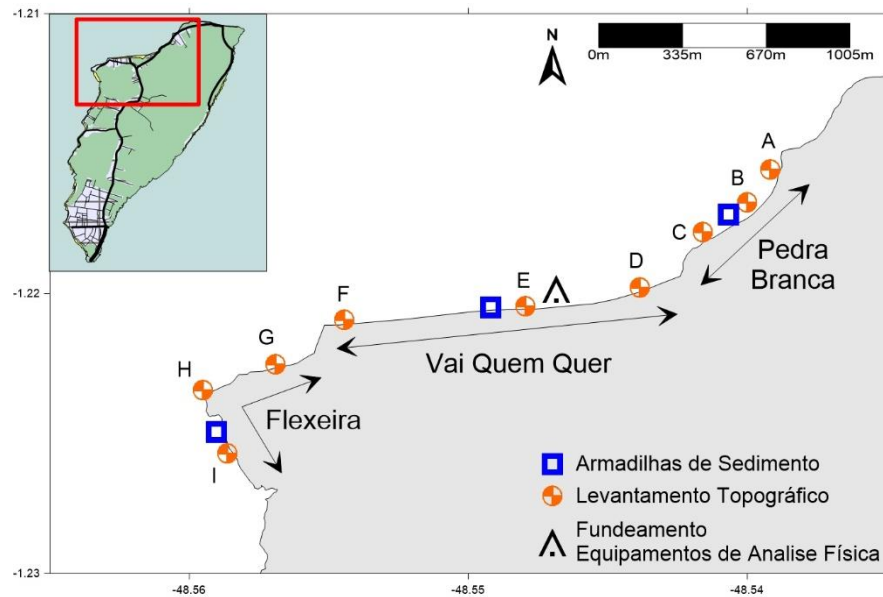 -1.21
N
0m 335m 670m 1005m
A
B
C
Pedra
Branca
D
-1.22
E
F
Vai Quem Quer
G
H
Flexeira
I
Armadilhas de Sedimento
Levantamento Topográfico
Fundeamento
Equipamentos de Analise Física
-1.23
-48.56 -48.55 -48.54